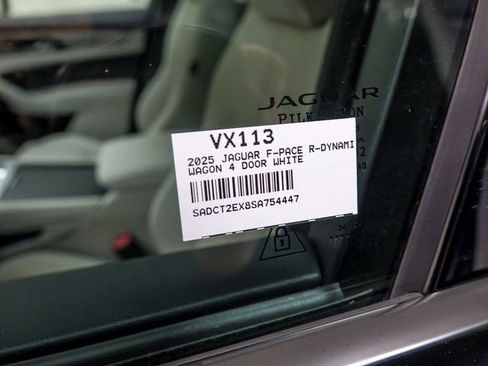 JAGUAR
VX113
2025 JAGUAR F-PACE R-DYNAMI
WAGON 4 DOOR WHITE
SADCT2EX8SA754447